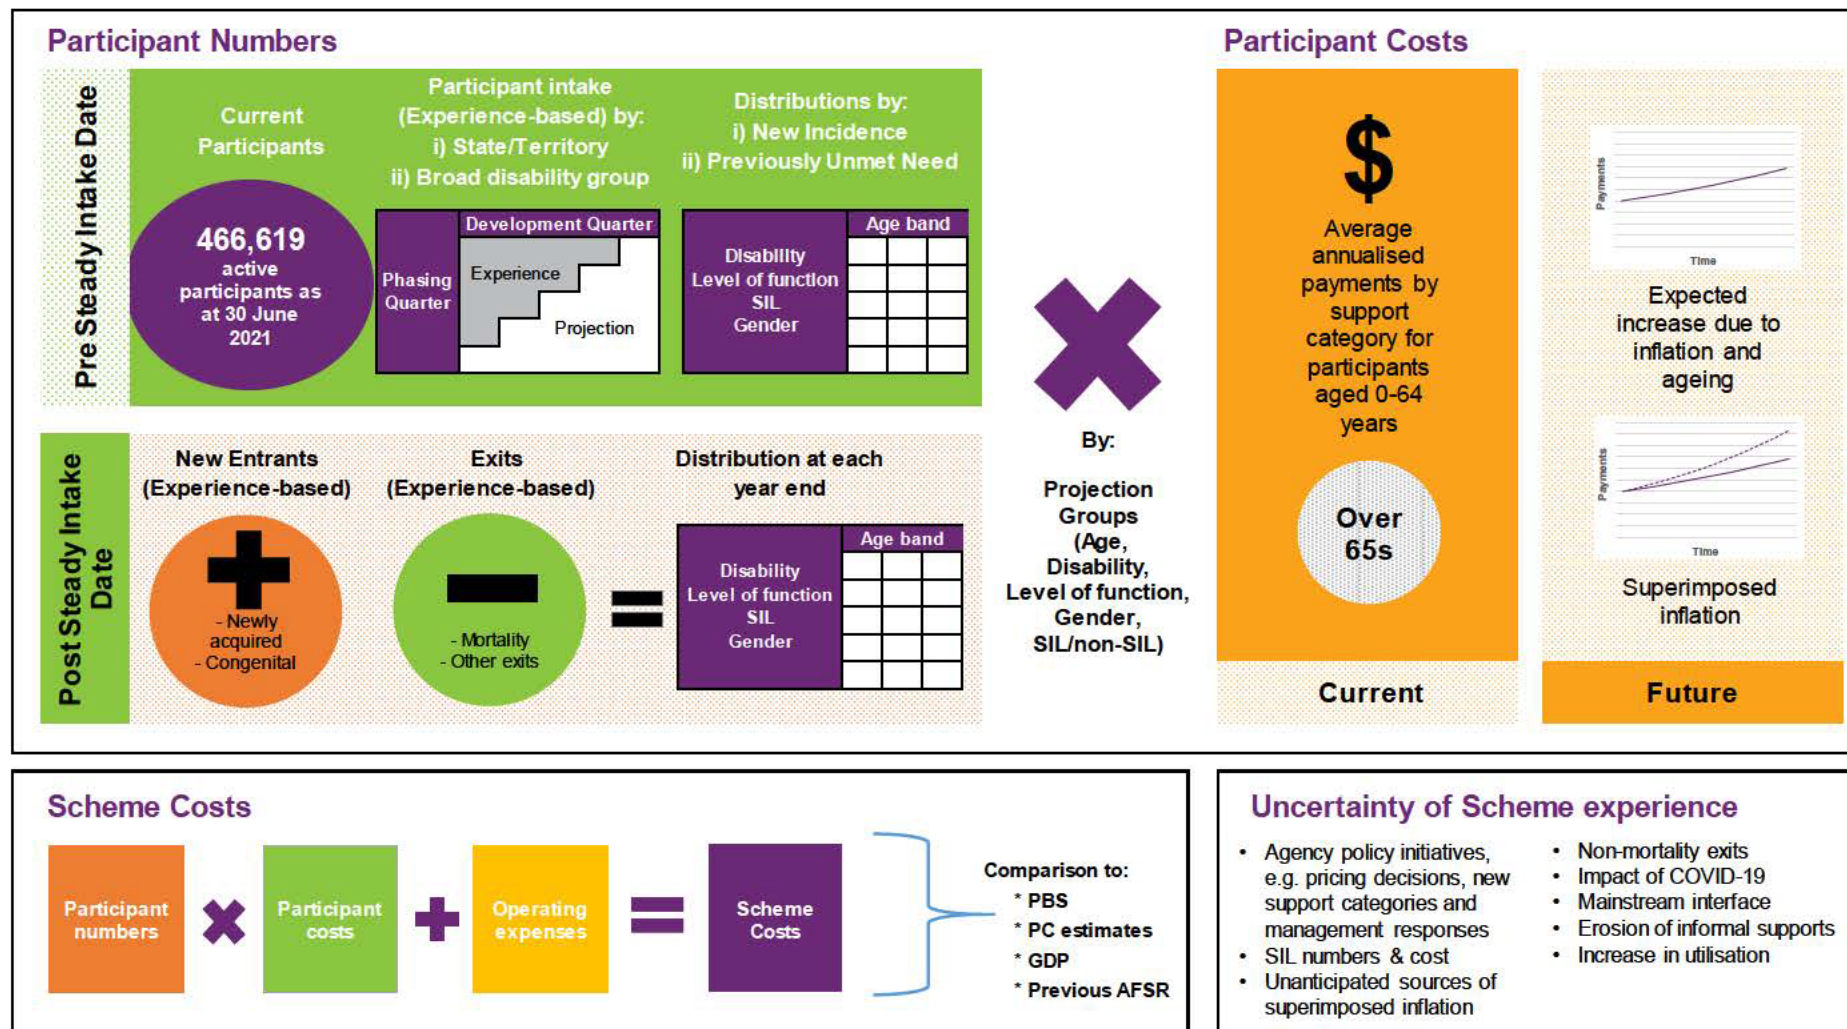 Participant Numbers
Pre Steady Intake Date
Current
Participants
466,619
active
participants as
at 30 June
2021
Participant intake
(Experience-based) by:
i) State/Territory
ii) Broad disability group
Development Quarter
Phasing
Quarter
Experience
Projection
Distributions by:
i) New Incidence
ii) Previously Unmet Need
Age band
Disability
Level of function
SIL
Gender
Post Steady Intake
Date
New Entrants
(Experience-based)
- Newly
acquired
- Congenital
Exits
(Experience-based)
- Mortality
- Other exits
Distribution at each
year end
Age band
Disability
Level of function
SIL
Gender
By:
Projection
Groups
(Age,
Disability,
Level of function,
Gender,
SIL/non-SIL)
Participant Costs
$
Average
annualised
payments by
support
category for
participants
aged 0-64
years
Over
65s
Current
Payments
Time
Expected
increase due to
inflation and
ageing
Payments
Time
Superimposed
inflation
Future
Scheme Costs
Participant
numbers
Participant
costs
Operating
expenses
Scheme
Costs
Comparison to:
* PBS
* PC estimates
* GDP
* Previous AFSR
Uncertainty of Scheme experience
• Agency policy initiatives,
e.g. pricing decisions, new
support categories and
management responses
• SIL numbers & cost
• Unanticipated sources of
superimposed inflation
• Non-mortality exits
• Impact of COVID-19
• Mainstream interface
• Erosion of informal supports
• Increase in utilisation